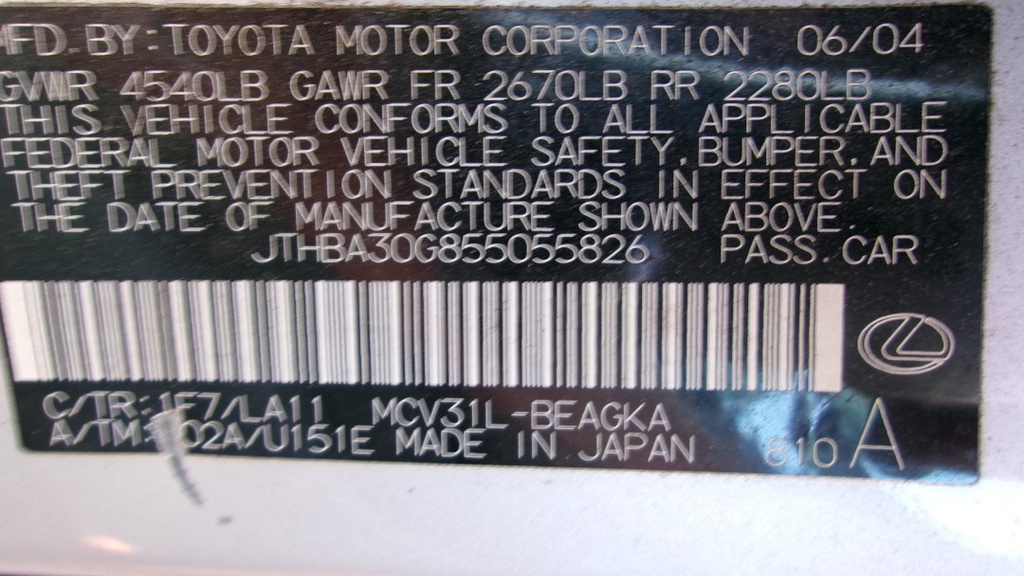 MFD. BY: TOYOTA MOTOR CORPORATION 06/04
GVWR 4540LB GAWR FR 2670LB RR 2280LB
THIS VEHICLE CONFORMS TO ALL APPLICABLE
FEDERAL MOTOR VEHICLE SAFETY, BUMPER, AND
THEFT PREVENTION STANDARDS IN EFFECT ON
THE DATE OF MANUFACTURE SHOWN ABOVE.
JTHBA30G855055826 PASS. CAR
C/TR: 1F7/LA11 MCV31L-BEAGKA
A/TM: 02A/U151E MADE IN JAPAN 810 A